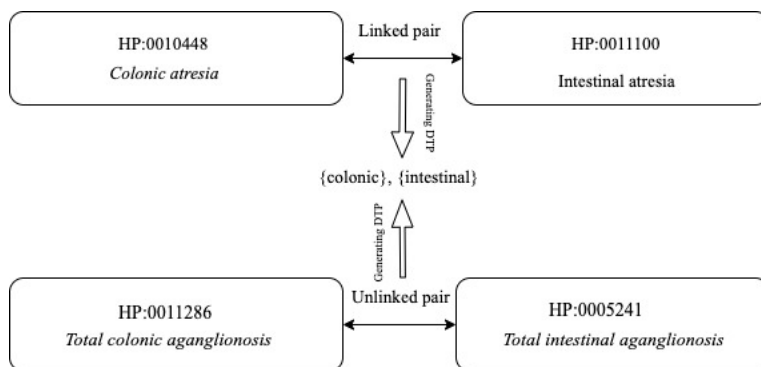 HP:0010448
Colonic atresia
Linked pair
HP:0011100
Intestinal atresia
Generating DTP
{colonic}, {intestinal}
Generating DTP
HP:0011286
Total colonic aganglionosis
Unlinked pair
HP:0005241
Total intestinal aganglionosis